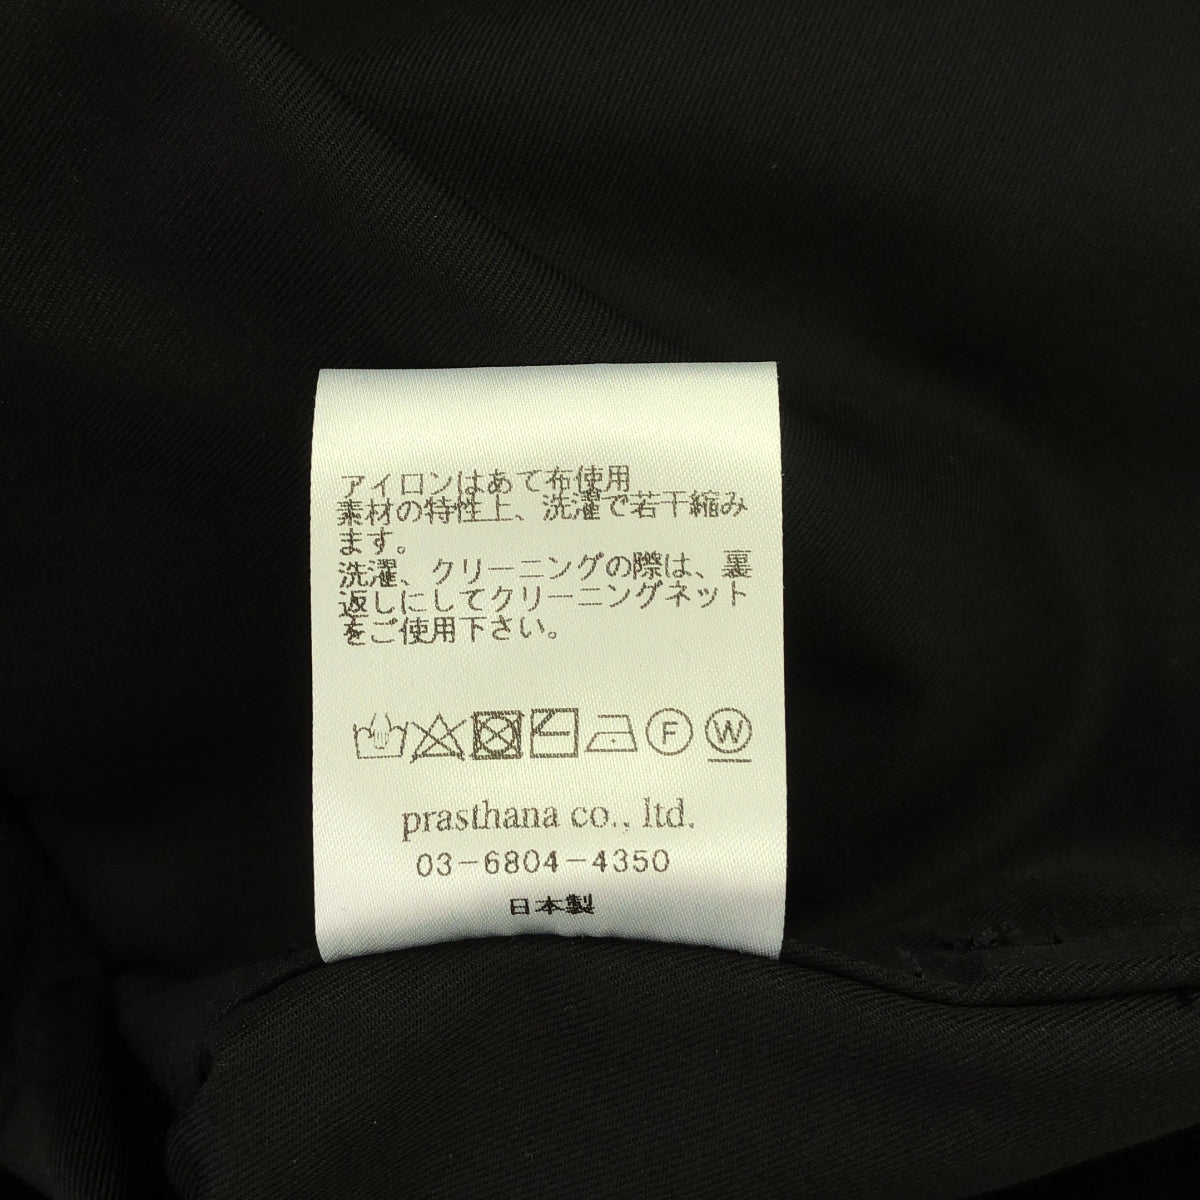 アイロンはあて布使用
素材の特性上、洗濯で若干縮み
ます。
洗濯、クリーニングの際は、裏
返しにしてクリーニングネット
をご使用下さい。
F W
prasthana co., ltd.
03-6804-4350
日本製